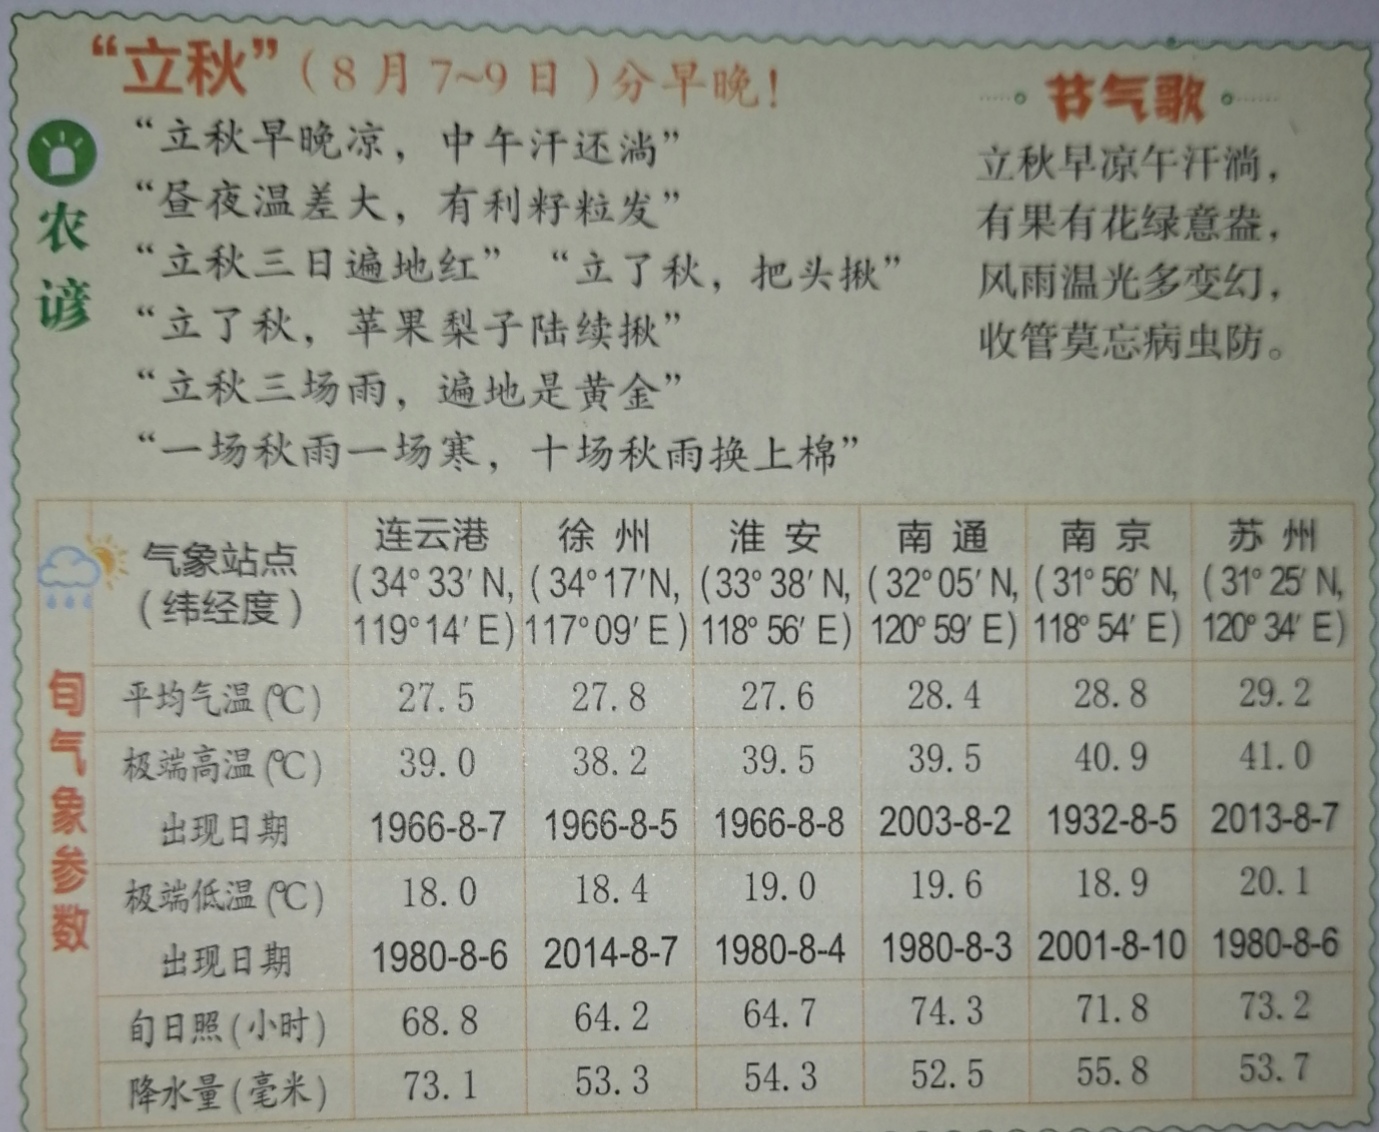 “立秋”(8月7~9日)分早晚!
农谚
“立秋早晚凉，中午汗还淌”
“昼夜温差大，有利籽粒发”
“立秋三日遍地红” “立了秋，把头揪”
“立了秋，苹果梨子陆续揪”
“立秋三场雨，遍地是黄金”
“一场秋雨一场寒，十场秋雨换上棉”
节气歌
立秋早凉午汗淌，
有果有花绿意盎，
风雨温光多变幻，
收管莫忘病虫防。
旬气象参数
气象站点(纬经度) 连云港(34°33′N,119°14′E) 徐州(34°17′N,117°09′E) 淮安(33°38′N,118°56′E) 南通(32°05′N,120°59′E) 南京(31°56′N,118°54′E) 苏州(31°25′N,120°34′E)
平均气温(℃) 27.5 27.8 27.6 28.4 28.8 29.2
极端高温(℃) 39.0 38.2 39.5 39.5 40.9 41.0
出现日期 1966-8-7 1966-8-5 1966-8-8 2003-8-2 1932-8-5 2013-8-7
极端低温(℃) 18.0 18.4 19.0 19.6 18.9 20.1
出现日期 1980-8-6 2014-8-7 1980-8-4 1980-8-3 2001-8-10 1980-8-6
旬日照(小时) 68.8 64.2 64.7 74.3 71.8 73.2
降水量(毫米) 73.1 53.3 54.3 52.5 55.8 53.7